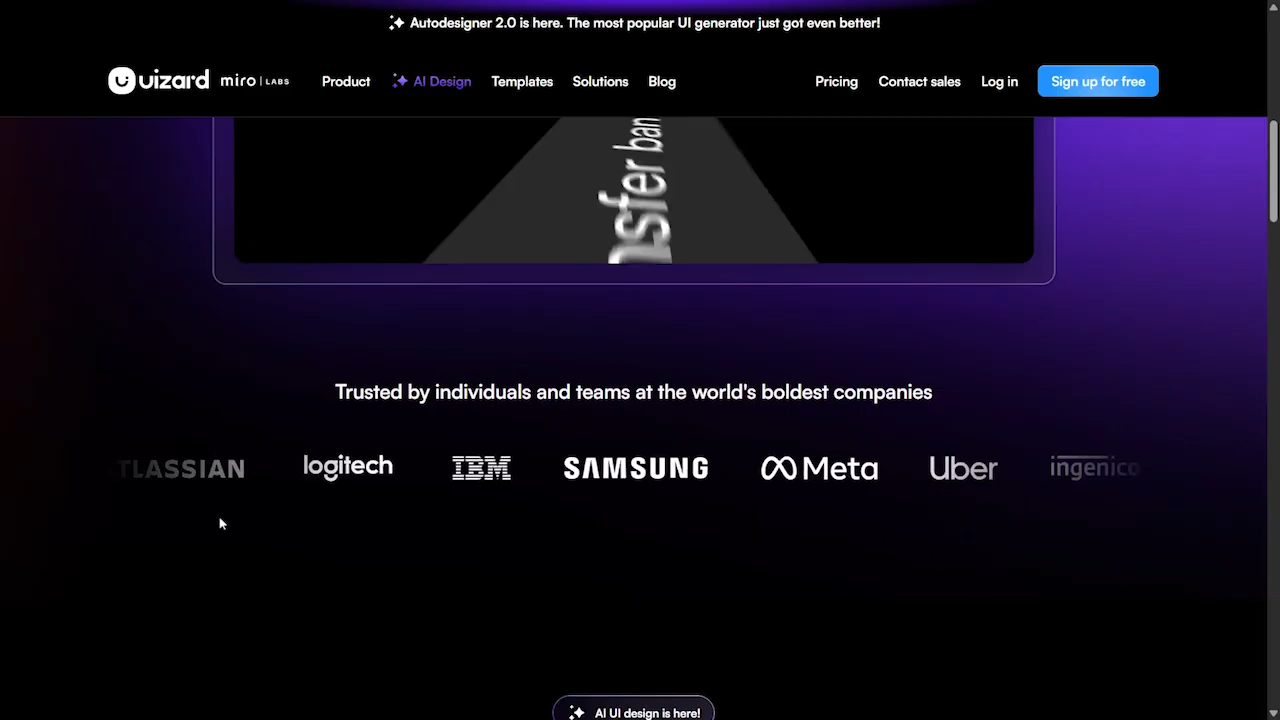 Autodesigner 2.0 is here. The most popular UI generator just got even better!
uizard miro | LABS Product AI Design Templates Solutions Blog Pricing Contact sales Log in Sign up for free
Trusted by individuals and teams at the world's boldest companies
TLASSIAN logitech IBM SAMSUNG Meta Uber ingenico
AI UI design is here!